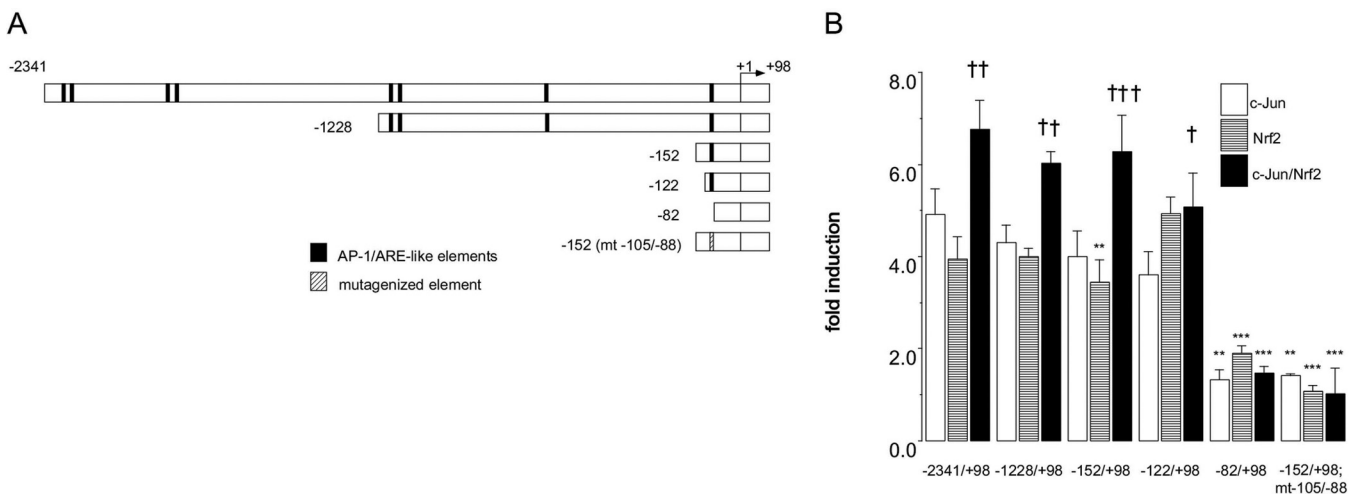 A
-2341
+1
+98
-1228
-152
-122
-82
-152 (mt -105/-88)
AP-1/ARE-like elements
mutagenized element
B
8.0
6.0
4.0
2.0
0.0
fold induction
††
††
†††
†
**
**
***
***
**
***
***
c-Jun
Nrf2
c-Jun/Nrf2
-2341/+98
-1228/+98
-152/+98
-122/+98
-82/+98
-152/+98;
mt-105/-88